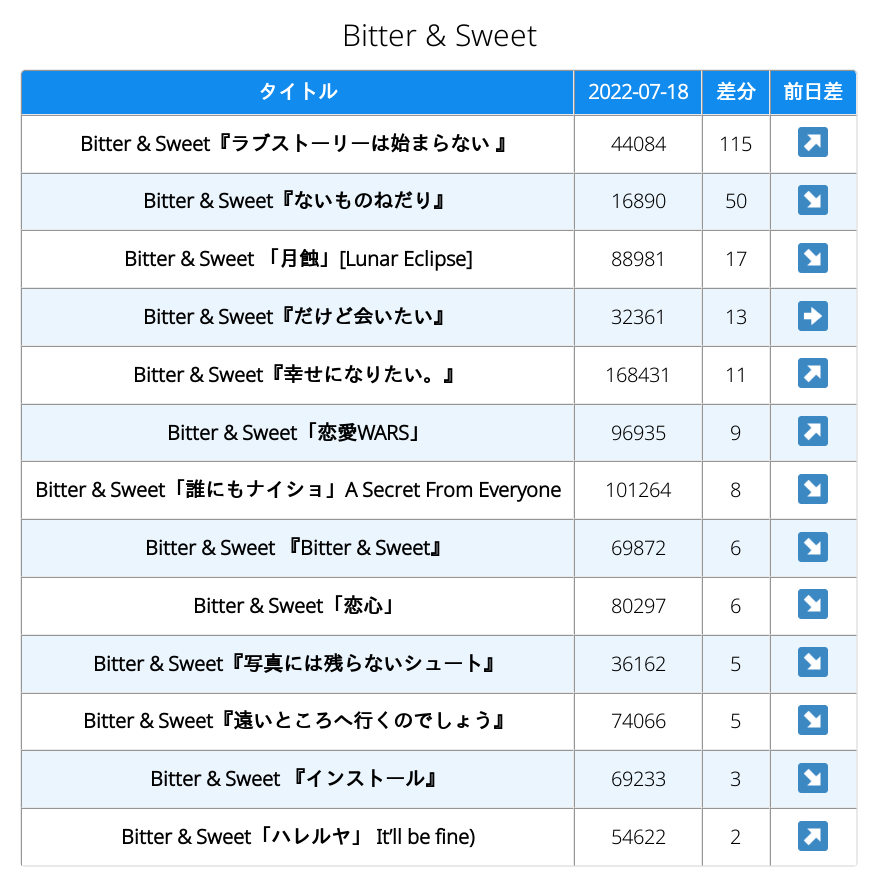 Bitter & Sweet
タイトル 2022-07-18 差分 前日差
Bitter & Sweet『ラブストーリーは始まらない 』 44084 115 ↗
Bitter & Sweet『ないものねだり』 16890 50 ↘
Bitter & Sweet 「月蝕」[Lunar Eclipse] 88981 17 ↘
Bitter & Sweet『だけど会いたい』 32361 13 ➡
Bitter & Sweet『幸せになりたい。』 168431 11 ↗
Bitter & Sweet「恋愛WARS」 96935 9 ↗
Bitter & Sweet「誰にもナイショ」A Secret From Everyone 101264 8 ↘
Bitter & Sweet 『Bitter & Sweet』 69872 6 ↘
Bitter & Sweet「恋心」 80297 6 ↘
Bitter & Sweet『写真には残らないシュート』 36162 5 ↘
Bitter & Sweet『遠いところへ行くのでしょう』 74066 5 ↘
Bitter & Sweet 『インストール』 69233 3 ↘
Bitter & Sweet「ハレルヤ」 It'll be fine) 54622 2 ↗